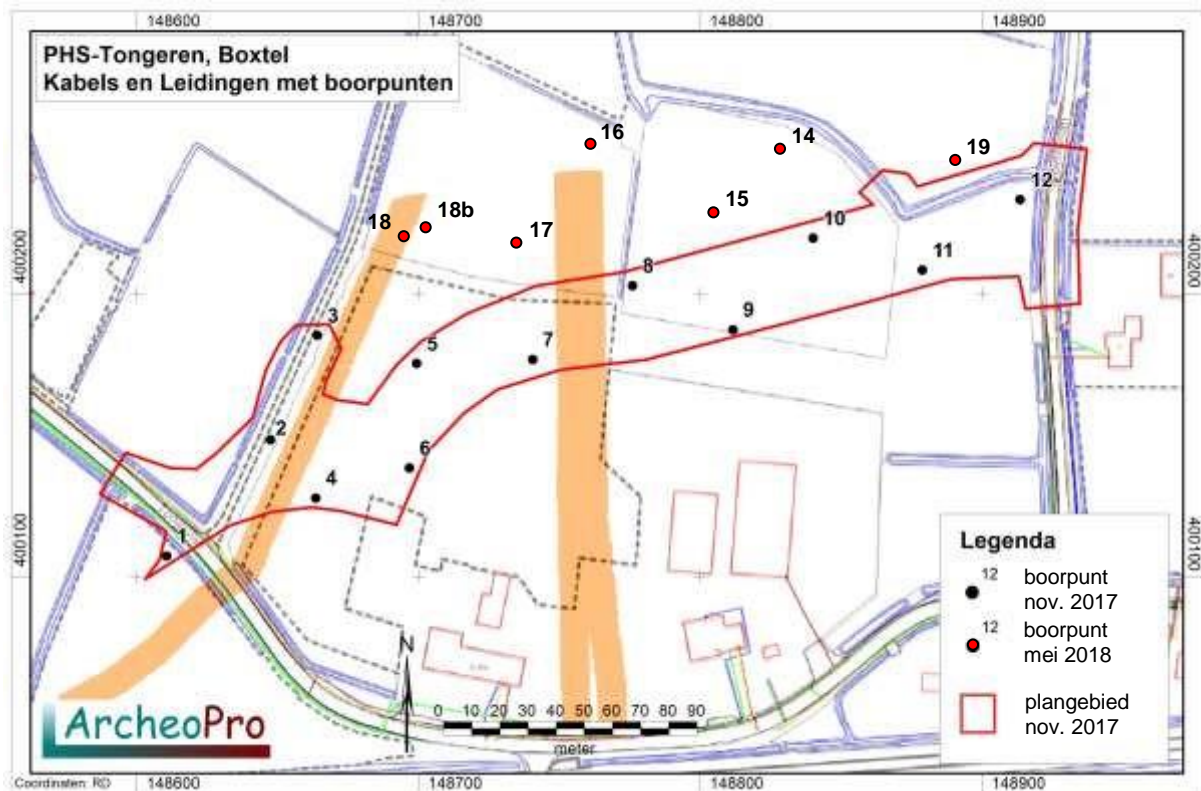 148600 148700 148800 148900
PHS-Tongeren, Boxtel
Kabels en Leidingen met boorpunten
16
14
19
12
18 18b
17
15
10
11
400200
400200
8
9
3
5
7
2
6
4
1
400100
400100
Legenda
12 boorpunt
nov. 2017
12 boorpunt
mei 2018
plangebied
nov. 2017
N
0 10 20 30 40 50 60 70 80 90
meter
ArcheoPro
Coordinaten: RD
148600 148700 148800 148900